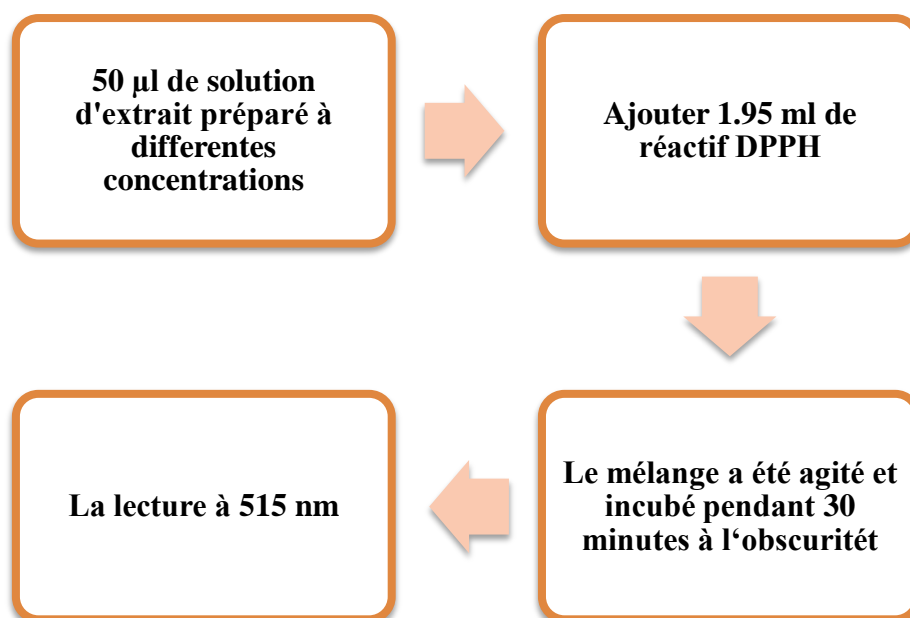 50 µl de solution
d'extrait préparé à
differentes
concentrations
Ajouter 1.95 ml de
réactif DPPH
Le mélange a été agité et
incubé pendant 30
minutes à l‘obscuritét
La lecture à 515 nm